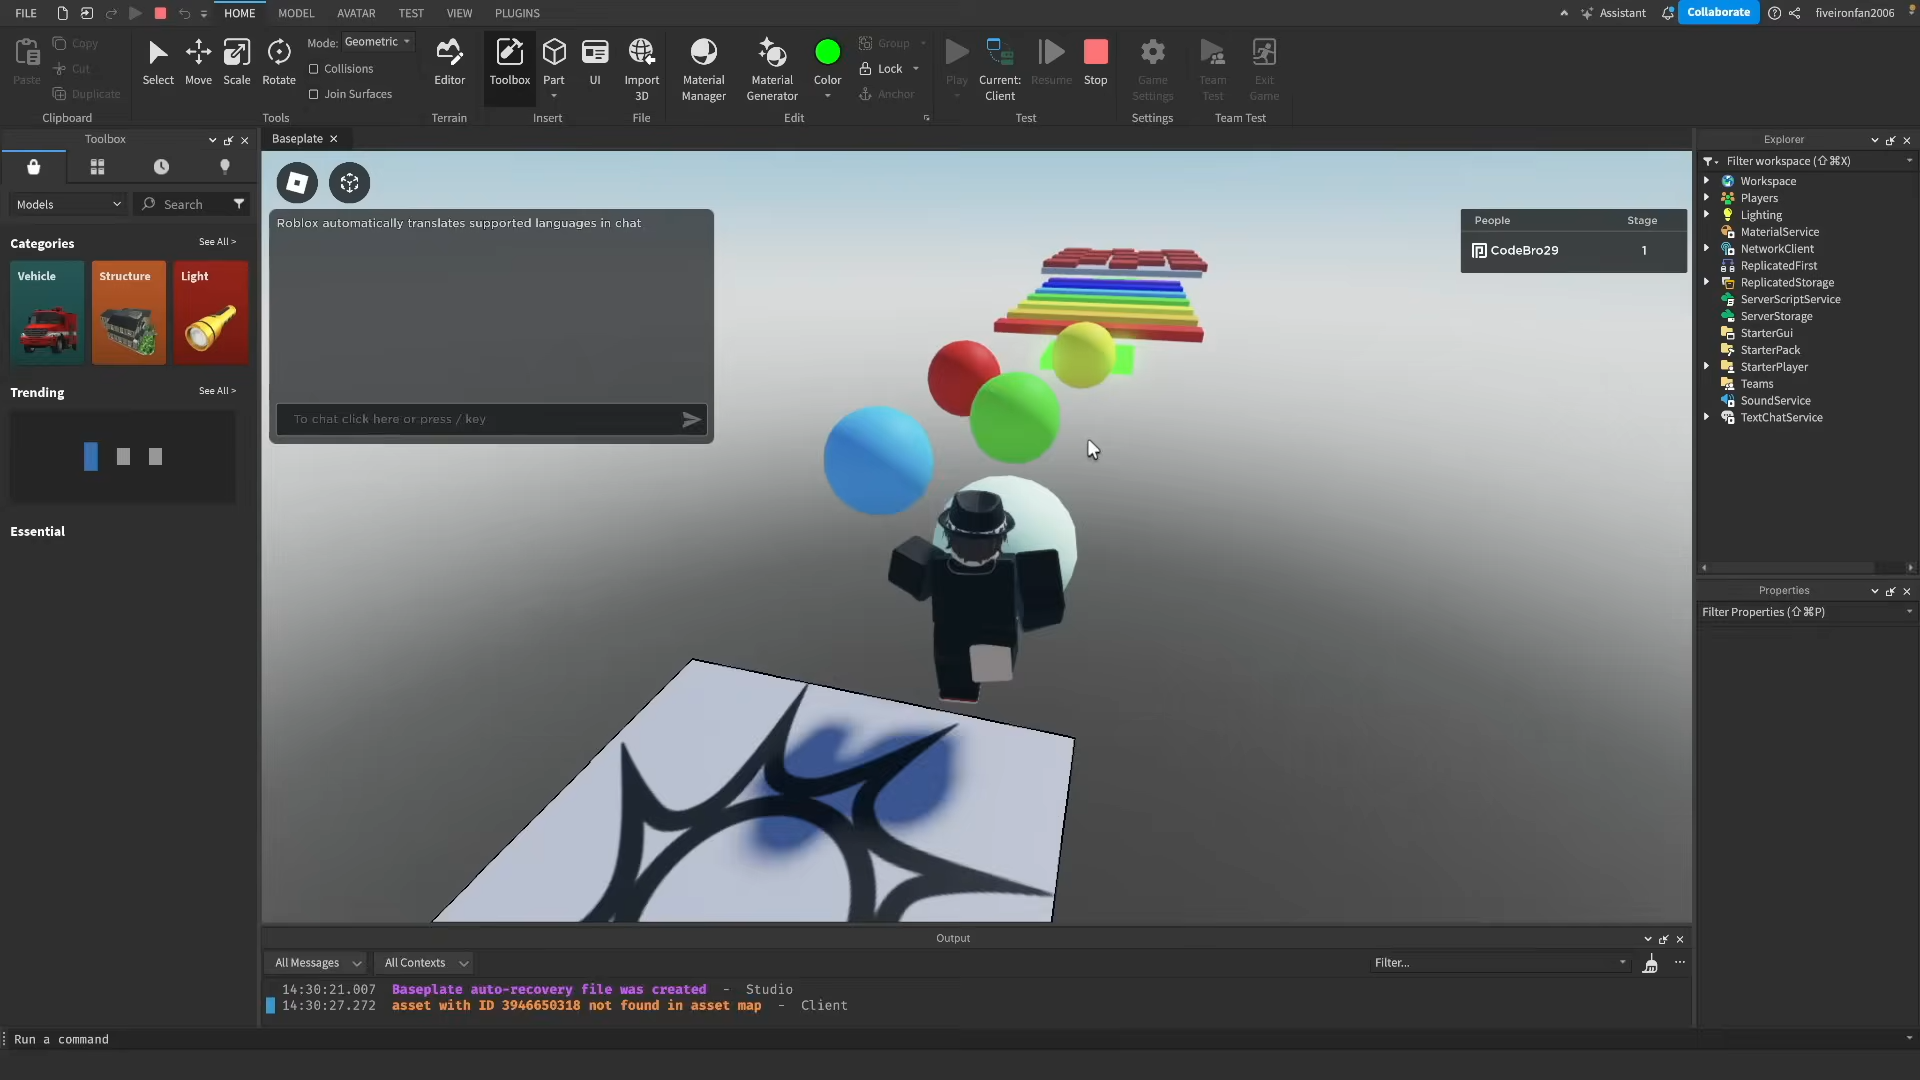 FILE HOME MODEL AVATAR TEST VIEW PLUGINS Assistant Collaborate fiveironfan2006
Paste Copy Cut Duplicate
Clipboard
Select Move Scale Rotate
Mode: Geometric
Collisions
Join Surfaces
Tools
Editor
Terrain
Toolbox Part UI
Insert
Import 3D
File
Material Manager
Material Generator
Color
Group
Lock
Anchor
Edit
Play Current: Client Resume Stop
Test
Game Settings
Settings
Team Test
Exit Game
Team Test
Toolbox
Models Search
Categories See All >
Vehicle Structure Light
Trending See All >
Essential
Baseplate
Roblox automatically translates supported languages in chat
To chat click here or press / key
People Stage
CodeBro29 1
Explorer
Filter workspace (⇧⌘X)
Workspace
Players
Lighting
MaterialService
NetworkClient
ReplicatedFirst
ReplicatedStorage
ServerScriptService
ServerStorage
StarterGui
StarterPack
StarterPlayer
Teams
SoundService
TextChatService
Properties
Filter Properties (⇧⌘P)
Output
All Messages All Contexts Filter...
14:30:21.007 Baseplate auto-recovery file was created - Studio
14:30:27.272 asset with ID 3946650318 not found in asset map - Client
Run a command